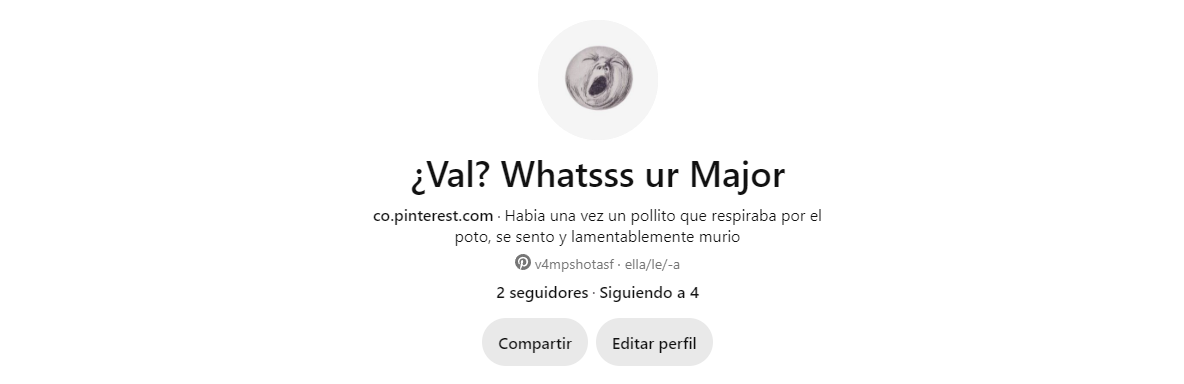 ¿Val? Whatsss ur Major
co.pinterest.com · Habia una vez un pollito que respiraba por el
poto, se sento y lamentablemente murio
v4mpshotasf · ella/le/-a
2 seguidores · Siguiendo a 4
Compartir Editar perfil